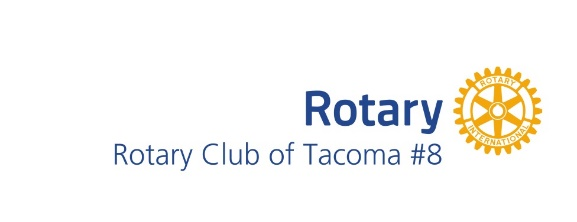 Rotary
Rotary Club of Tacoma #8
ROTARY
INTERNATIONAL